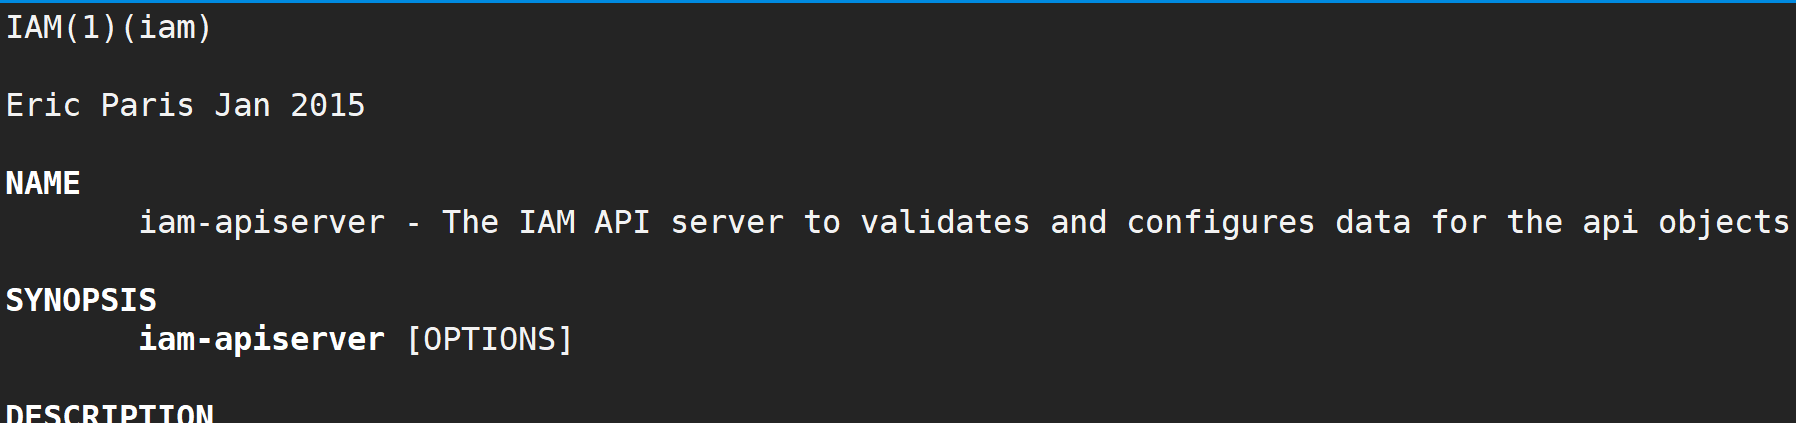 IAM(1)(iam)
Eric Paris Jan 2015
NAME
iam-apiserver - The IAM API server to validates and configures data for the api objects
SYNOPSIS
iam-apiserver [OPTIONS]
DESCRIPTION